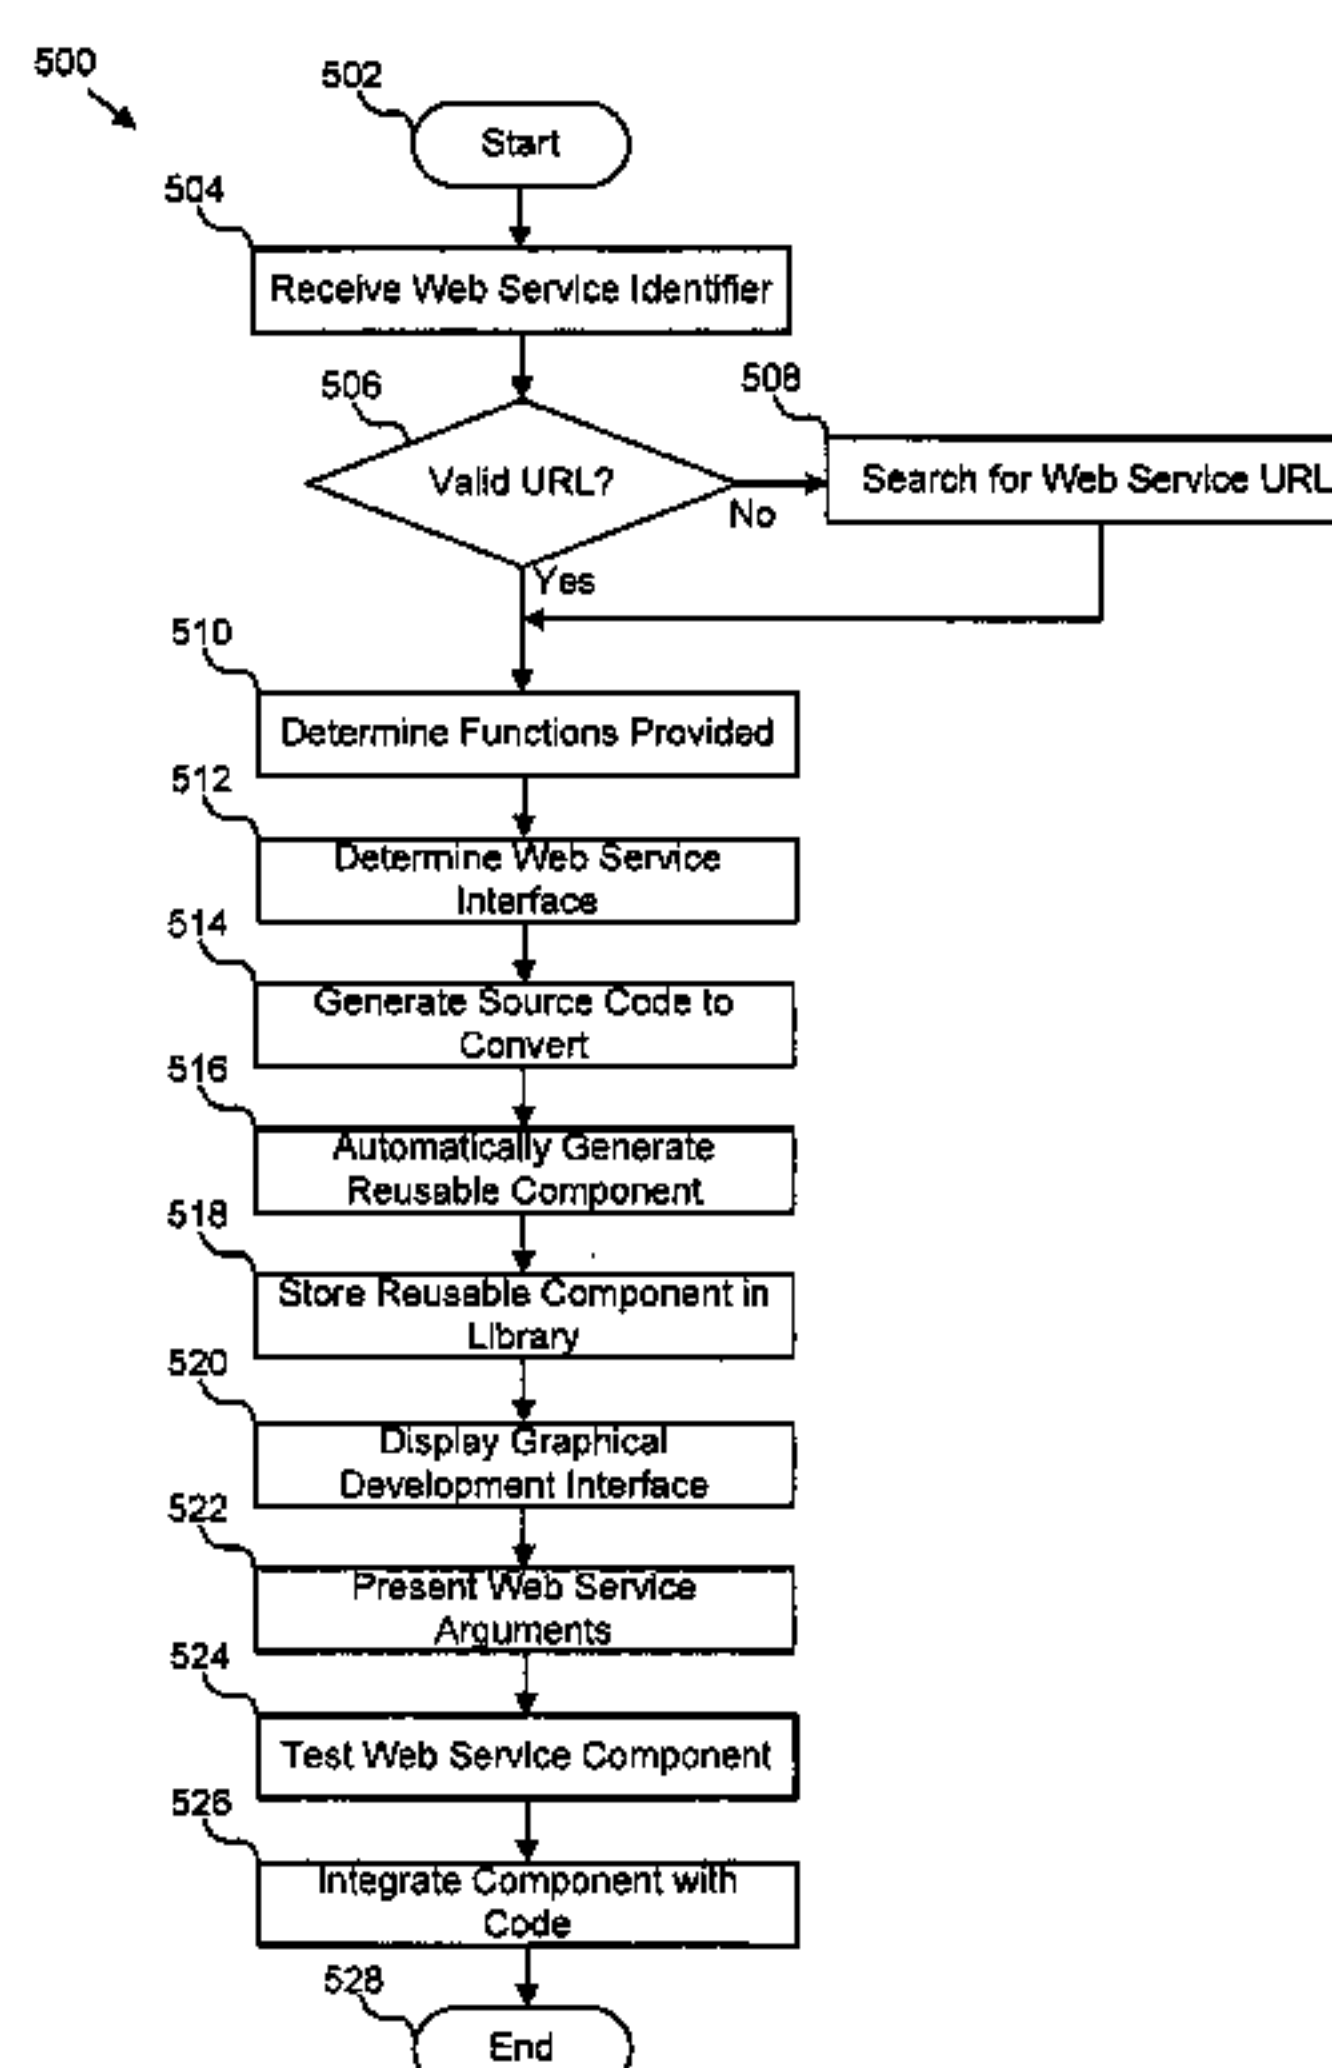 500
502
Start
504
Receive Web Service Identifier
506
508
Valid URL?
Search for Web Service URL
No
Yes
510
Determine Functions Provided
512
Determine Web Service
Interface
514
Generate Source Code to
Convert
516
Automatically Generate
Reusable Component
518
Store Reusable Component in
Library
520
Display Graphical
Development Interface
522
Present Web Service
Arguments
524
Test Web Service Component
526
Integrate Component with
Code
528
End